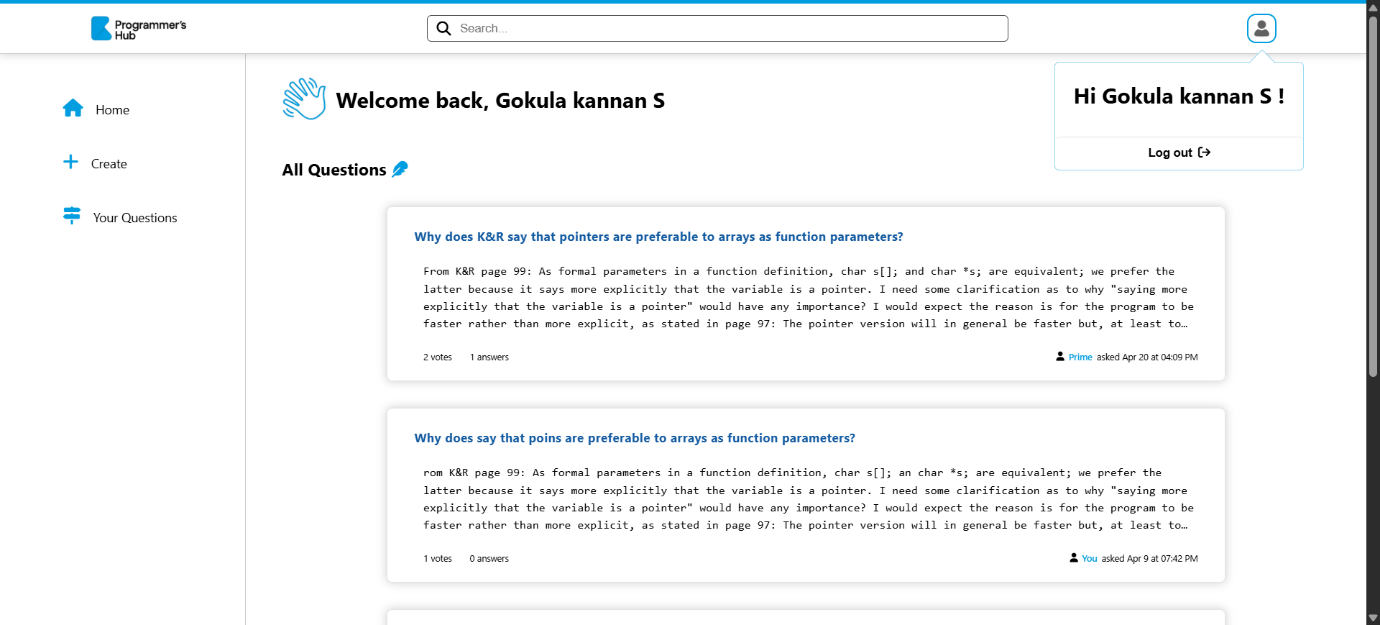 Programmer's
Hub
Search...
Home
Create
Your Questions
Welcome back, Gokula kannan S
Hi Gokula kannan S !
Log out
All Questions
Why does K&R say that pointers are preferable to arrays as function parameters?
From K&R page 99: As formal parameters in a function definition, char s[]; and char *s; are equivalent; we prefer the
latter because it says more explicitly that the variable is a pointer. I need some clarification as to why "saying more
explicitly that the variable is a pointer" would have any importance? I would expect the reason is for the program to be
faster rather than more explicit, as stated in page 97: The pointer version will in general be faster but, at least to…
2 votes 1 answers Prime asked Apr 20 at 04:09 PM
Why does say that poins are preferable to arrays as function parameters?
rom K&R page 99: As formal parameters in a function definition, char s[]; an char *s; are equivalent; we prefer the
latter because it says more explicitly that the variable is a pointer. I need some clarification as to why "saying more
explicitly that the variable is a pointer" would have any importance? I would expect the reason is for the program to be
faster rather than more explicit, as stated in page 97: The pointer version will in general be faster but, at least to…
1 votes 0 answers You asked Apr 9 at 07:42 PM